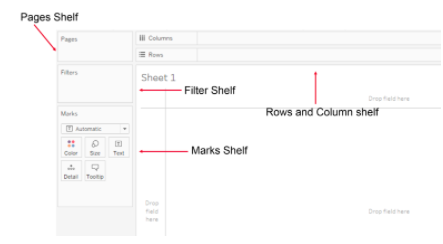 Pages Shelf
Pages
Columns
Rows
Filters
Sheet 1
Filter Shelf
Drop field here
Rows and Column shelf
Marks
Automatic
Color Size Text
Marks Shelf
Detail Tooltip
Drop
field
here
Drop field here